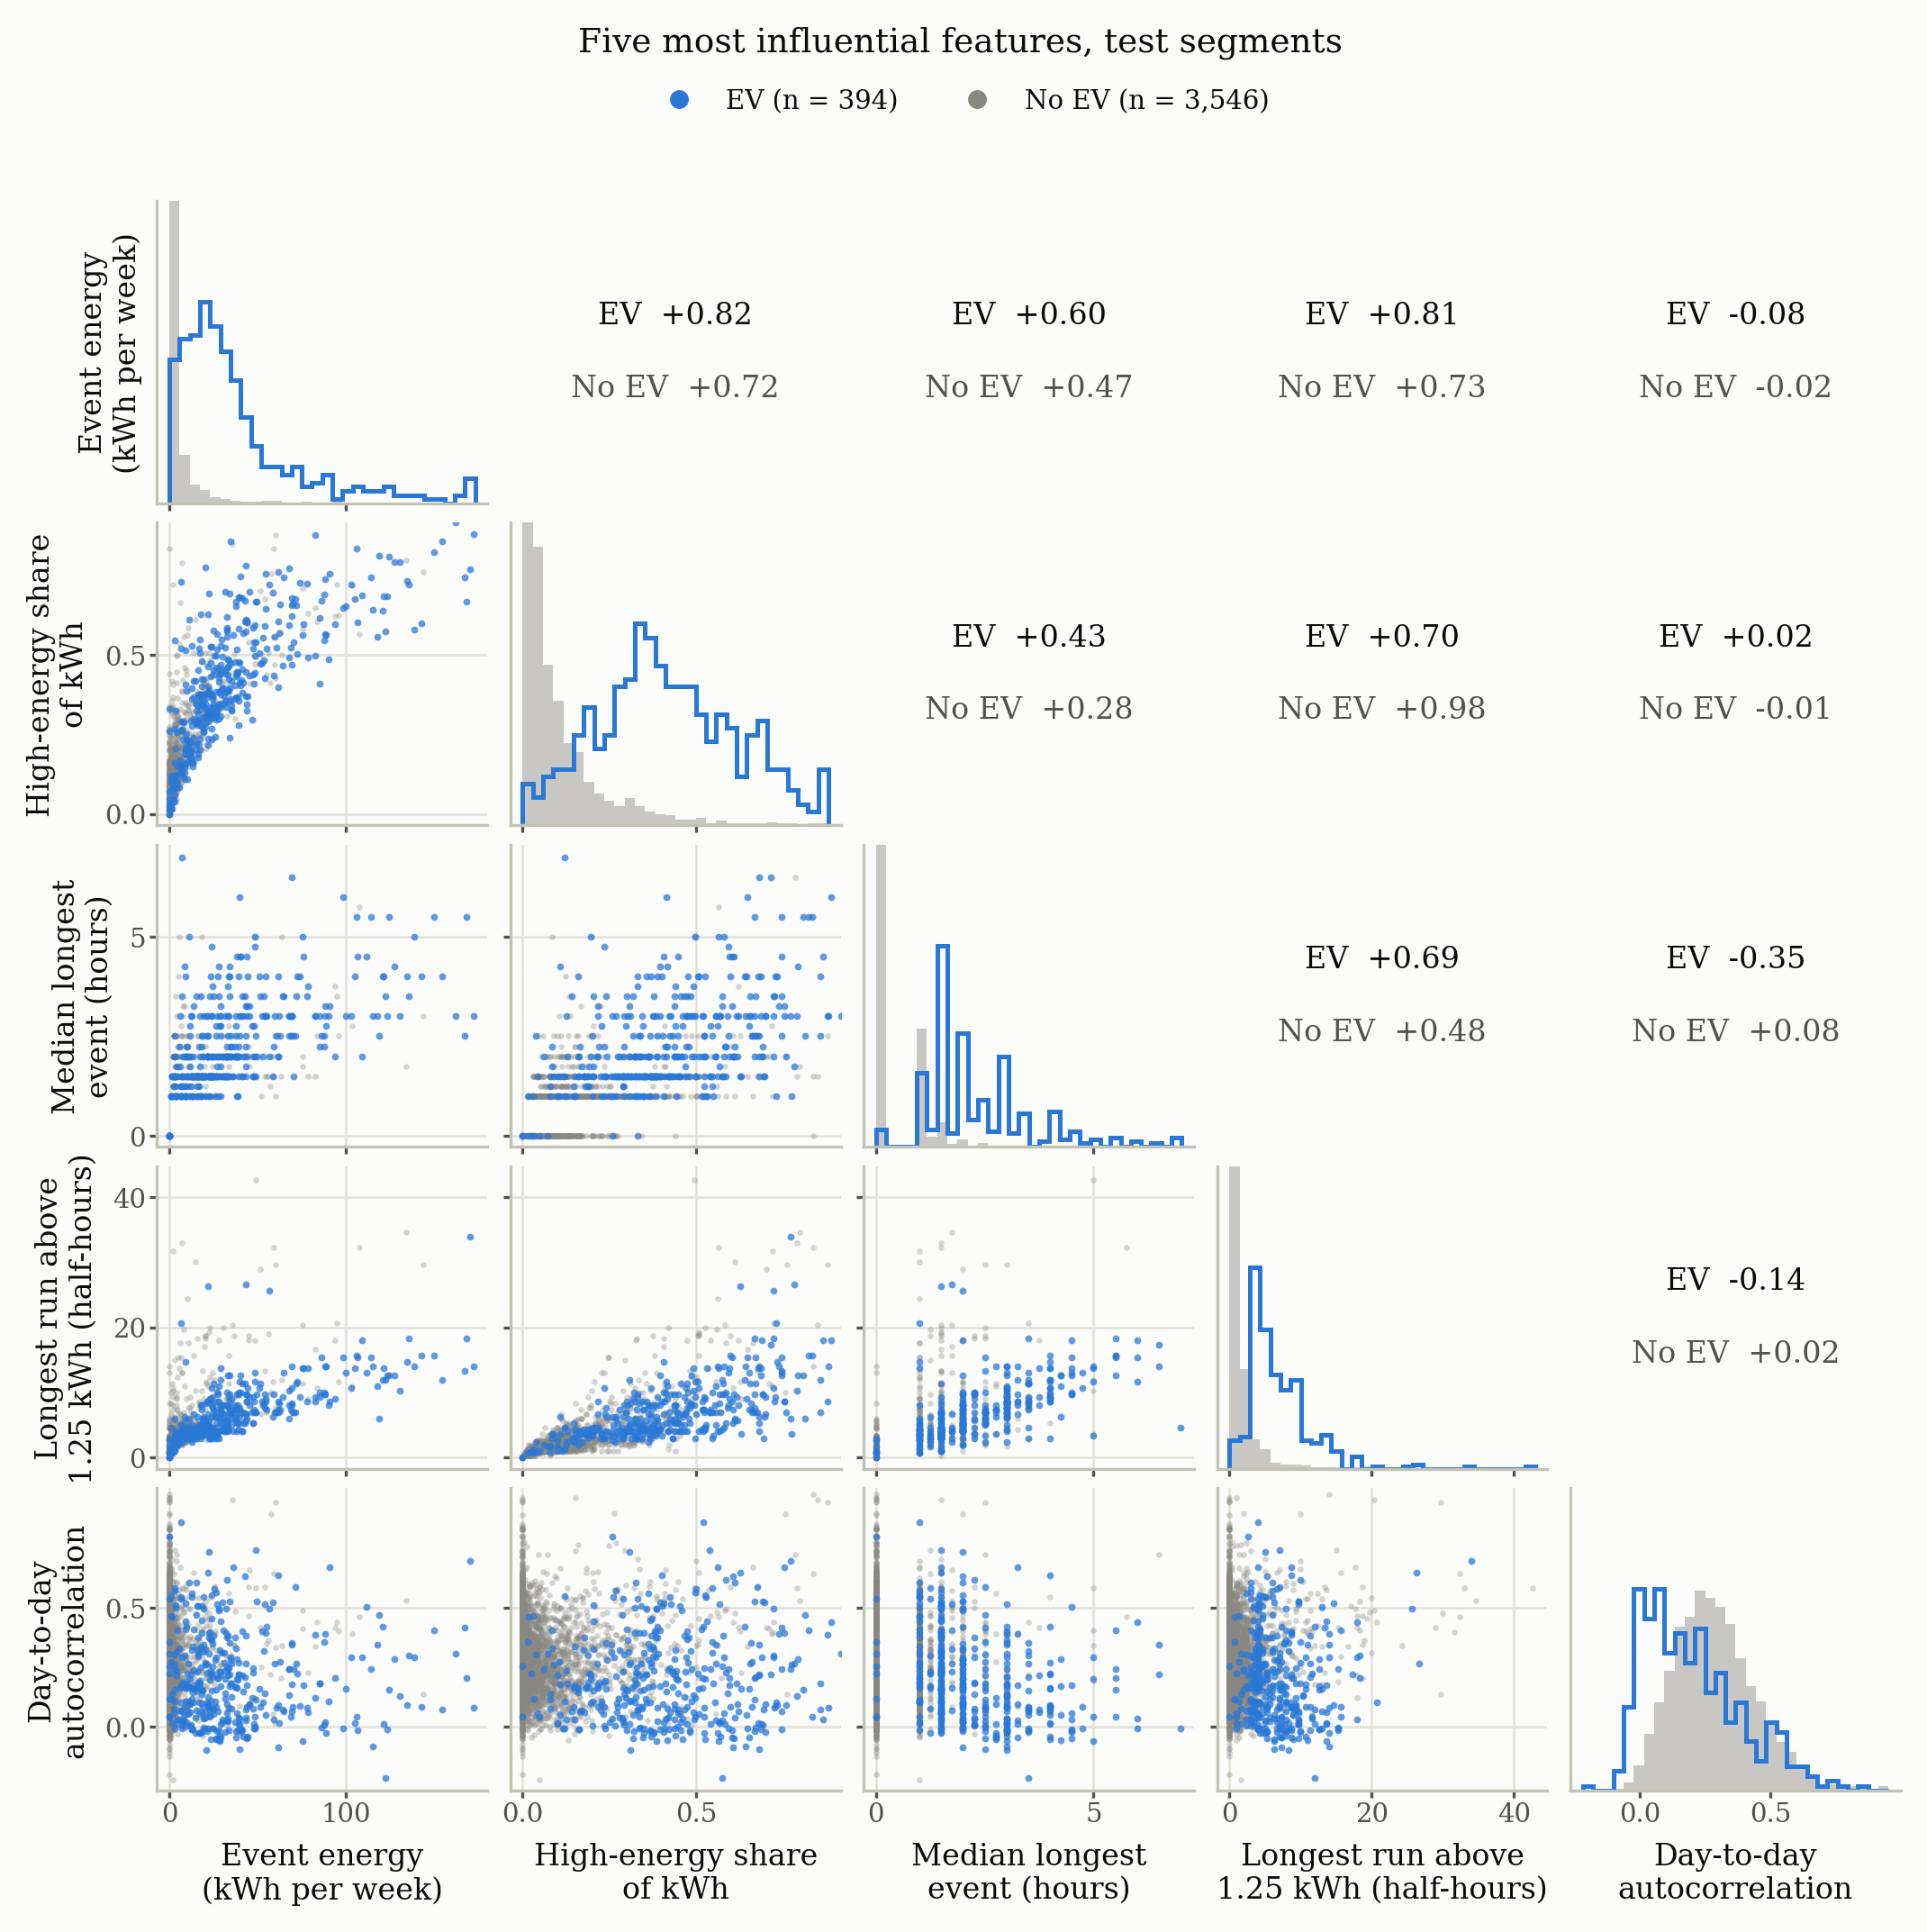 Five most influential features, test segments
EV (n = 394) No EV (n = 3,546)
Event energy
(kWh per week)
EV +0.82 EV +0.60 EV +0.81 EV -0.08
No EV +0.72 No EV +0.47 No EV +0.73 No EV -0.02
High-energy share
of kWh
0.5
0.0
EV +0.43 EV +0.70 EV +0.02
No EV +0.28 No EV +0.98 No EV -0.01
Median longest
event (hours)
5
0
EV +0.69 EV -0.35
No EV +0.48 No EV +0.08
Longest run above
1.25 kWh (half-hours)
40
20
0
EV -0.14
No EV +0.02
Day-to-day
autocorrelation
0.5
0.0
0 100 0.0 0.5 0 5 0 20 40 0.0 0.5
Event energy High-energy share Median longest Longest run above Day-to-day
(kWh per week) of kWh event (hours) 1.25 kWh (half-hours) autocorrelation